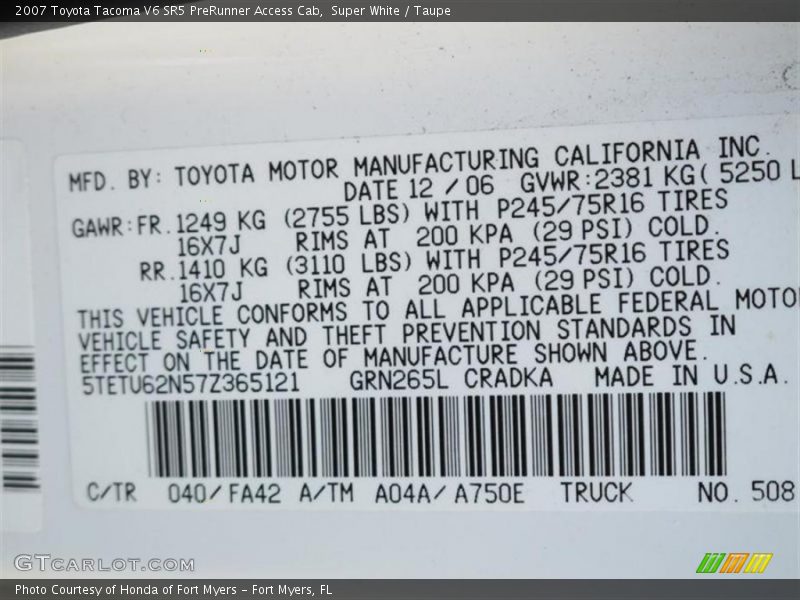 2007 Toyota Tacoma V6 SR5 PreRunner Access Cab,  Super White / Taupe
MFD. BY: TOYOTA MOTOR MANUFACTURING CALIFORNIA INC.
DATE 12 / 06 GVWR:2381 KG( 5250 L
GAWR:FR.1249 KG (2755 LBS) WITH P245/75R16 TIRES
16X7J RIMS AT 200 KPA (29 PSI) COLD.
RR.1410 KG (3110 LBS) WITH P245/75R16 TIRES
16X7J RIMS AT 200 KPA (29 PSI) COLD.
THIS VEHICLE CONFORMS TO ALL APPLICABLE FEDERAL MOTO
VEHICLE SAFETY AND THEFT PREVENTION STANDARDS IN
EFFECT ON THE DATE OF MANUFACTURE SHOWN ABOVE.
5TETU62N57Z365121 GRN265L CRADKA MADE IN U.S.A.
C/TR 040/FA42 A/TM A04A/A750E TRUCK NO. 508
GTCARLOT.COM
Photo Courtesy of Honda of Fort Myers – Fort Myers, FL